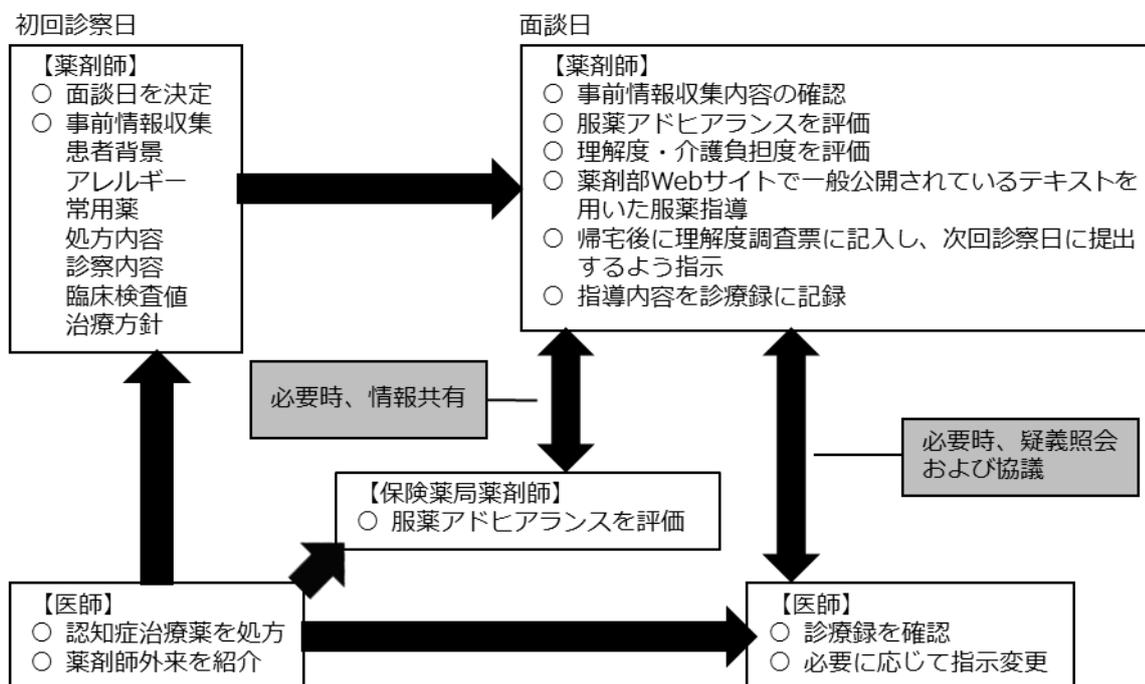 初回診察日
【薬剤師】
○ 面談日を決定
○ 事前情報収集
患者背景
アレルギー
常用薬
処方内容
診察内容
臨床検査値
治療方針
面談日
【薬剤師】
○ 事前情報収集内容の確認
○ 服薬アドヒアランスを評価
○ 理解度・介護負担度を評価
○ 薬剤部Webサイトで一般公開されているテキストを
用いた服薬指導
○ 帰宅後に理解度調査票に記入し、次回診察日に提出
するよう指示
○ 指導内容を診療録に記録
必要時、情報共有
必要時、疑義照会
および協議
【保険薬局薬剤師】
○ 服薬アドヒアランスを評価
【医師】
○ 認知症治療薬を処方
○ 薬剤師外来を紹介
【医師】
○ 診療録を確認
○ 必要に応じて指示変更